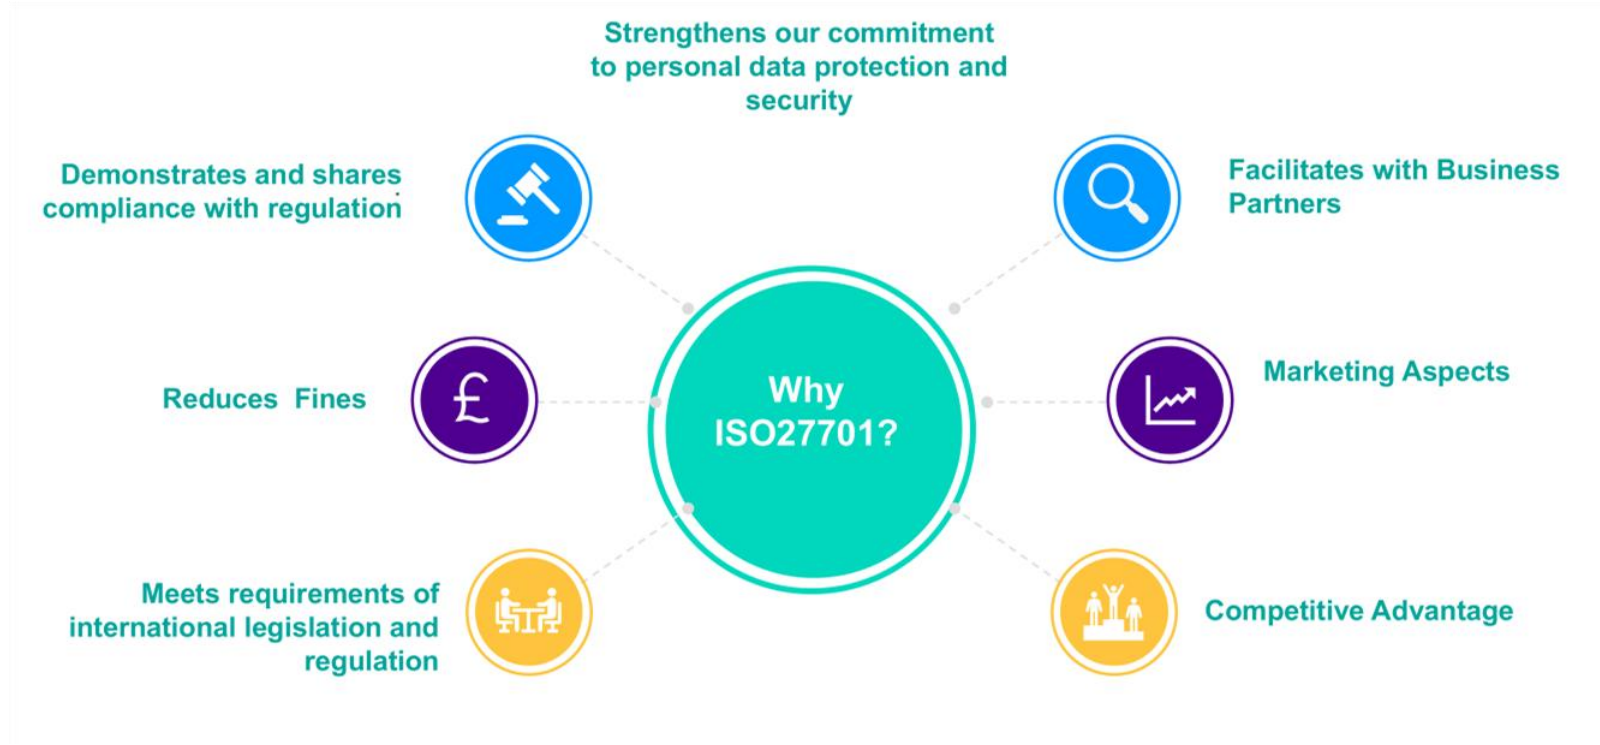 Strengthens our commitment
to personal data protection and
security
Demonstrates and shares
compliance with regulation
Facilitates with Business
Partners
£
Reduces  Fines
Marketing Aspects
Why
ISO27701?
Meets requirements of
international legislation and
regulation
Competitive Advantage